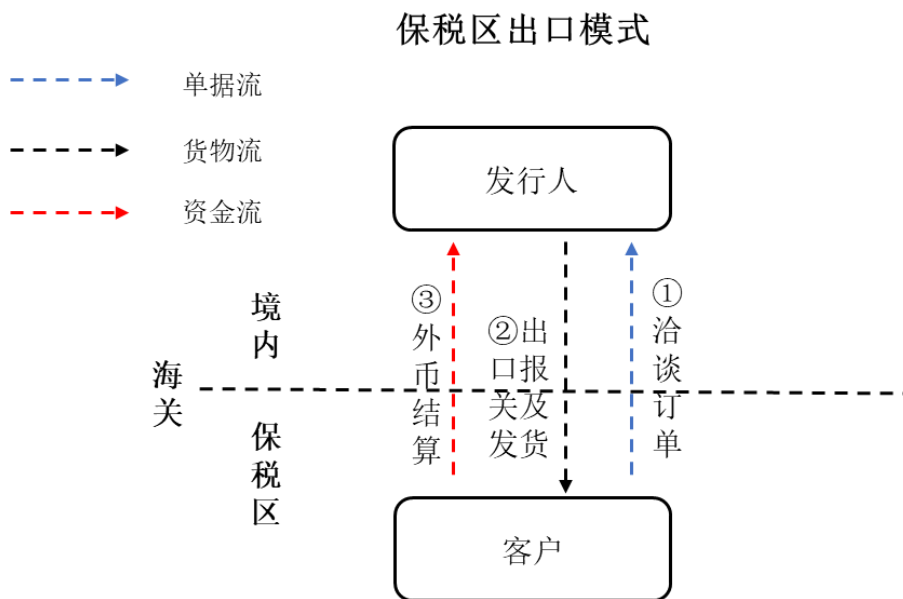 保税区出口模式
单据流
货物流
资金流
发行人
①洽谈订单
②出口报关及发货
③外币结算
境内
海关
保税区
客户